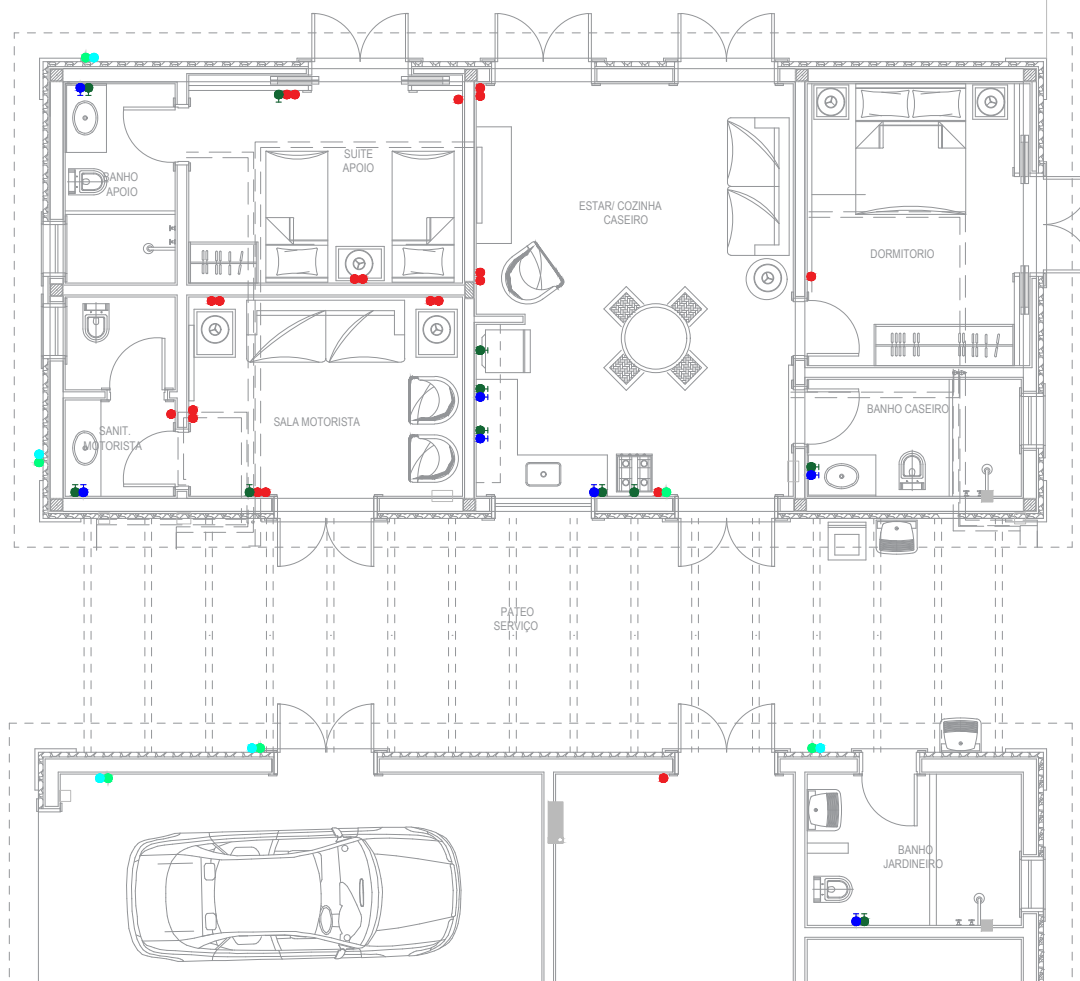 SUITE
APOIO
BANHO
APOIO
ESTAR/ COZINHA
CASEIRO
DORMITORIO
SANIT.
MOTORISTA
SALA MOTORISTA
BANHO CASEIRO
PATEO
SERVIÇO
BANHO
JARDINEIRO